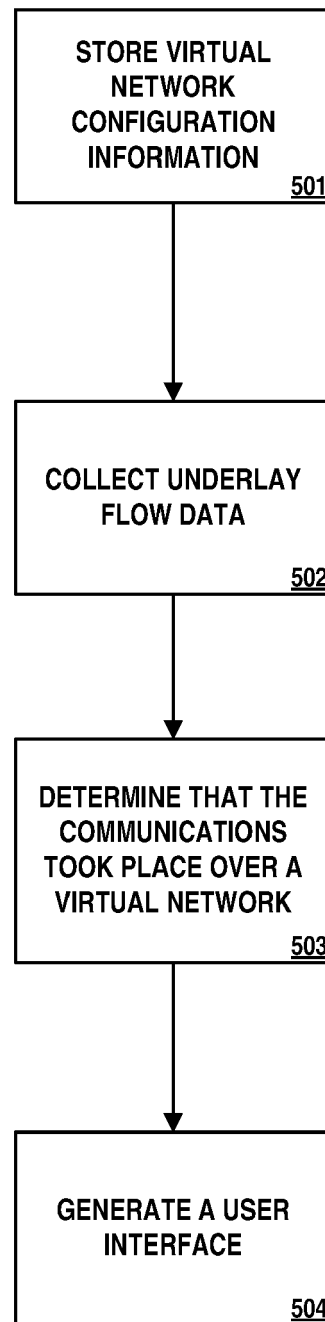 STORE VIRTUAL
NETWORK
CONFIGURATION
INFORMATION
501
COLLECT UNDERLAY
FLOW DATA
502
DETERMINE THAT THE
COMMUNICATIONS
TOOK PLACE OVER A
VIRTUAL NETWORK
503
GENERATE A USER
INTERFACE
504